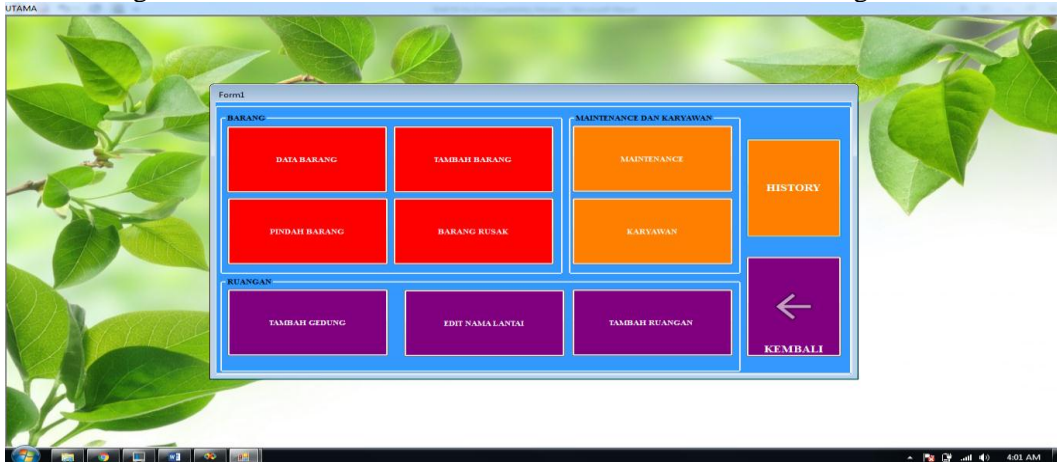 UTAMA
Form1
BARANG
DATA BARANG
TAMBAH BARANG
PINDAH BARANG
BARANG RUSAK
MAINTENANCE DAN KARYAWAN
MAINTENANCE
KARYAWAN
RUANGAN
TAMBAH GEDUNG
EDIT NAMA LANTAI
TAMBAH RUANGAN
HISTORY
KEMBALI
4:01 AM